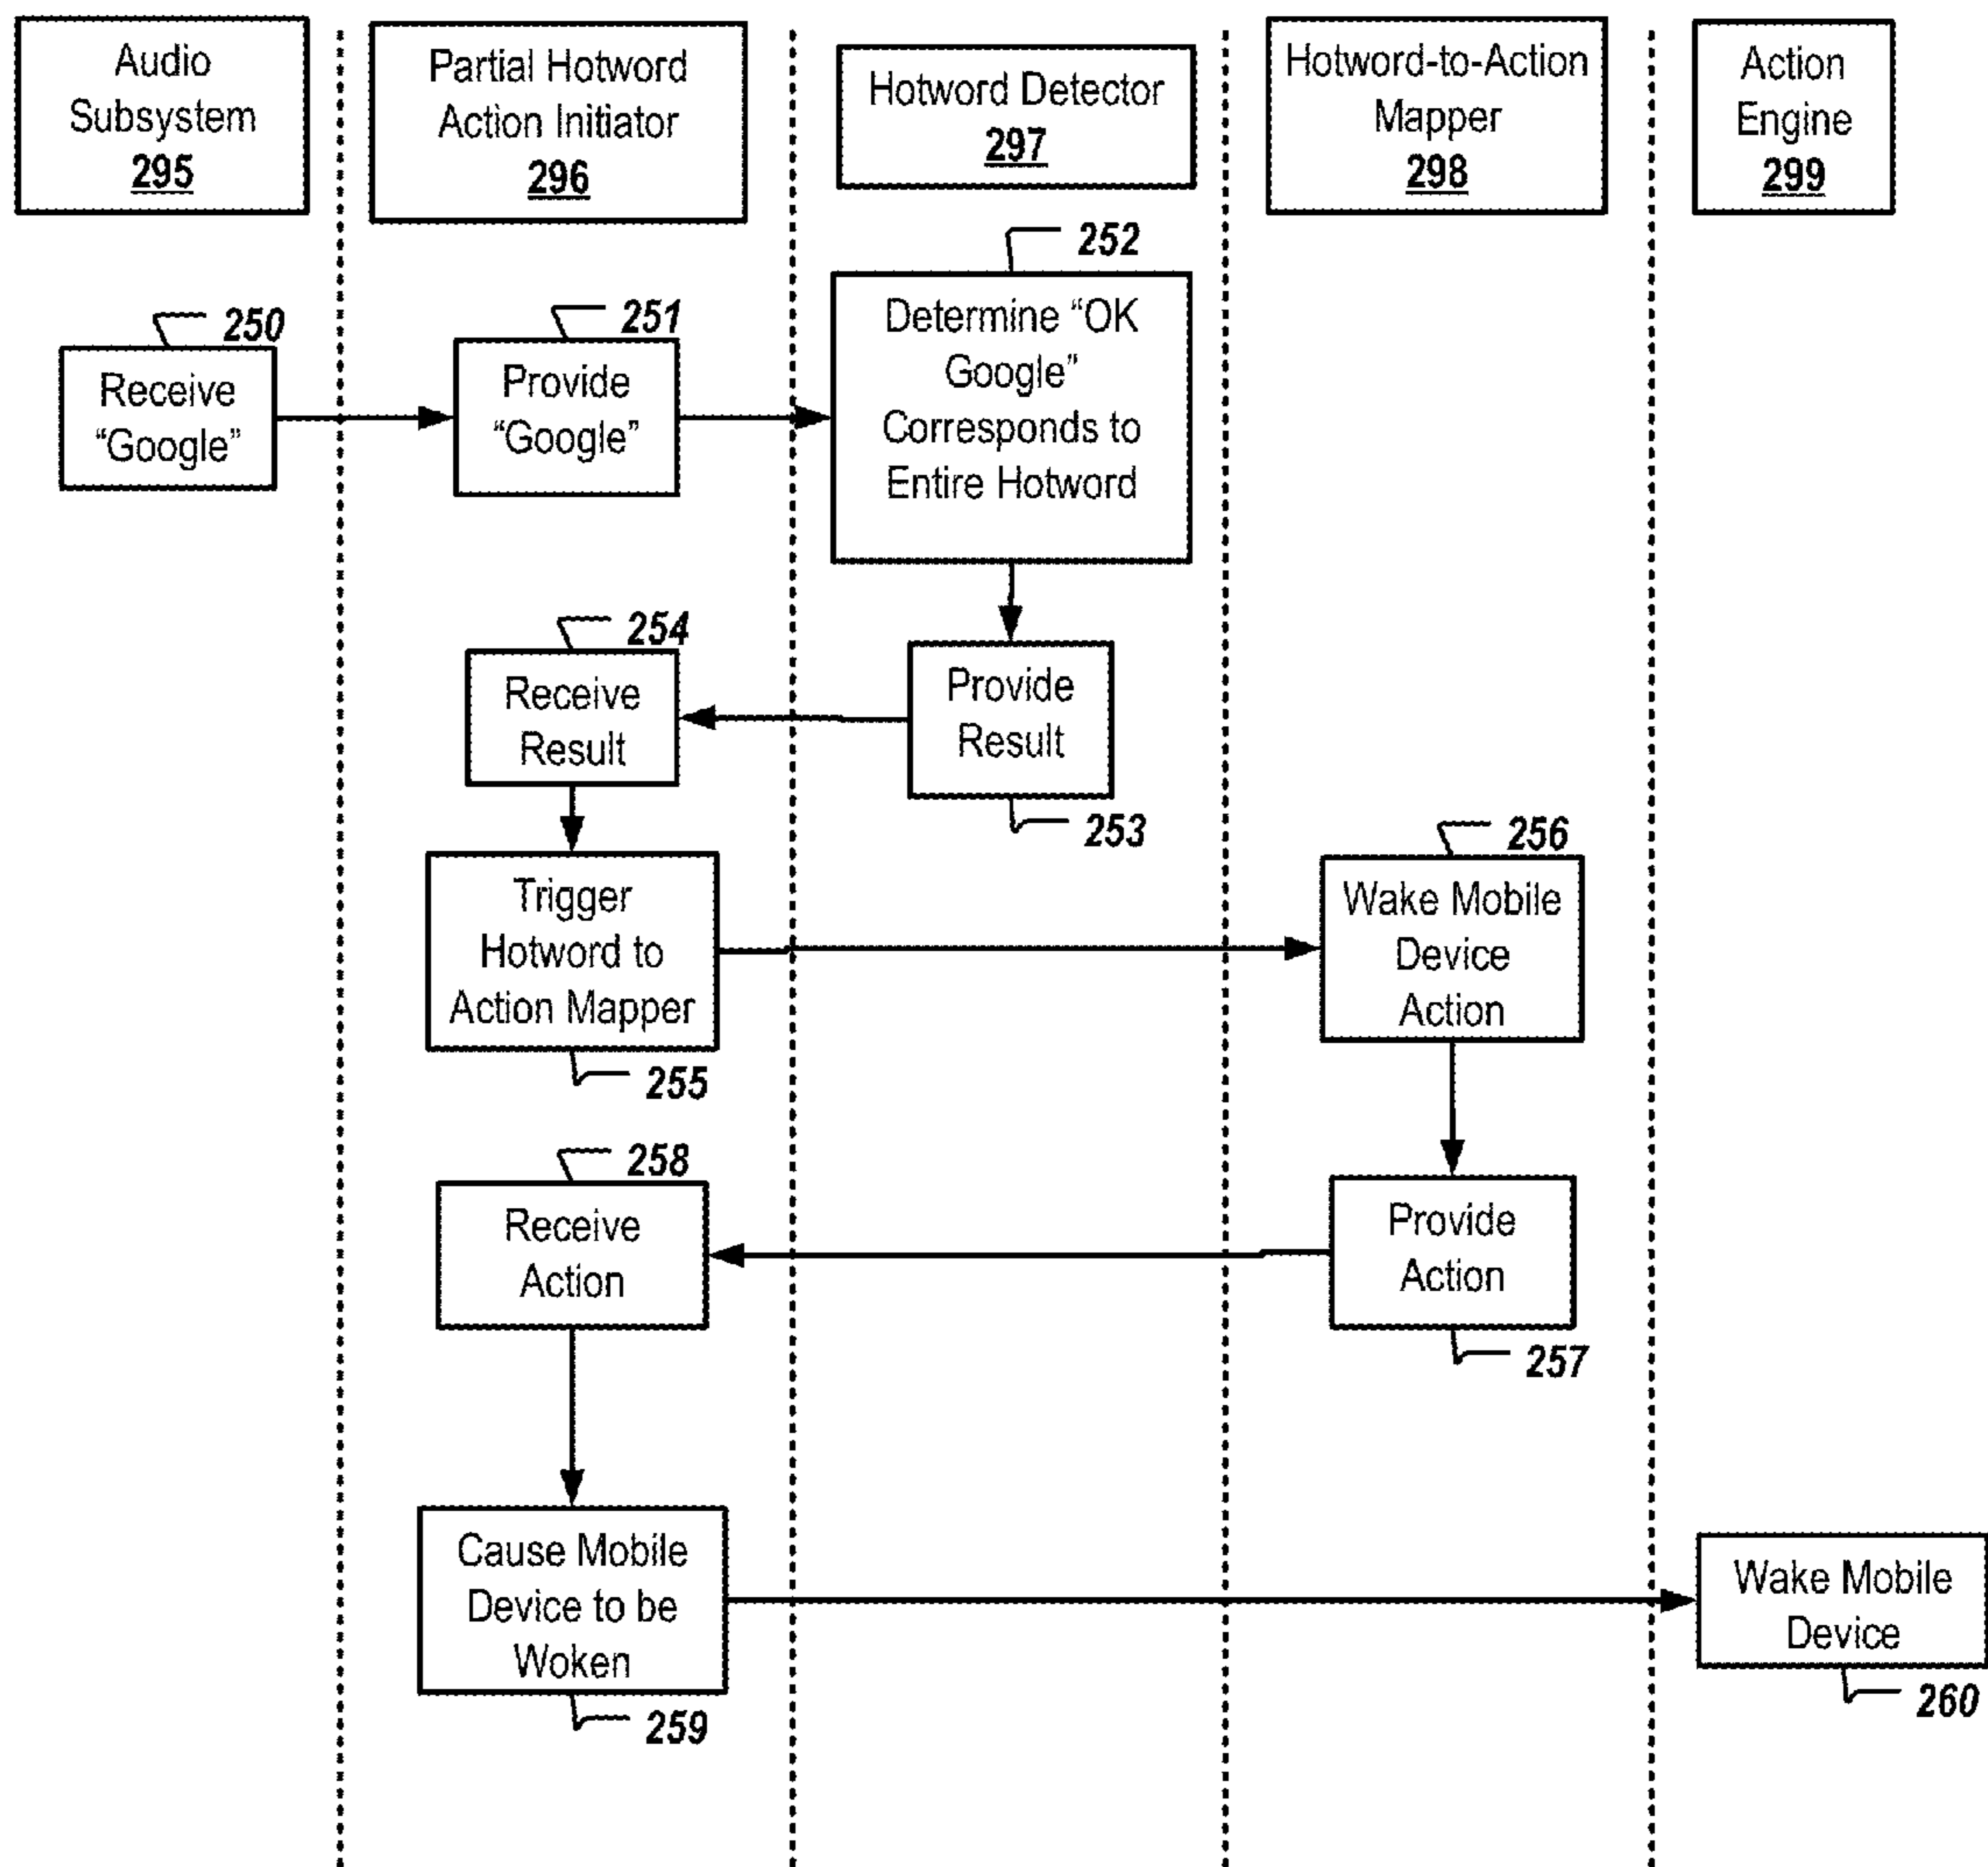 Audio
Subsystem
295
Partial Hotword
Action Initiator
296
Hotword Detector
297
Hotword-to-Action
Mapper
298
Action
Engine
299
250
Receive
“Google”
251
Provide
“Google”
252
Determine “OK
Google”
Corresponds to
Entire Hotword
Provide
Result
253
254
Receive
Result
Trigger
Hotword to
Action Mapper
255
256
Wake Mobile
Device
Action
Provide
Action
257
258
Receive
Action
Cause Mobile
Device to be
Woken
259
Wake Mobile
Device
260